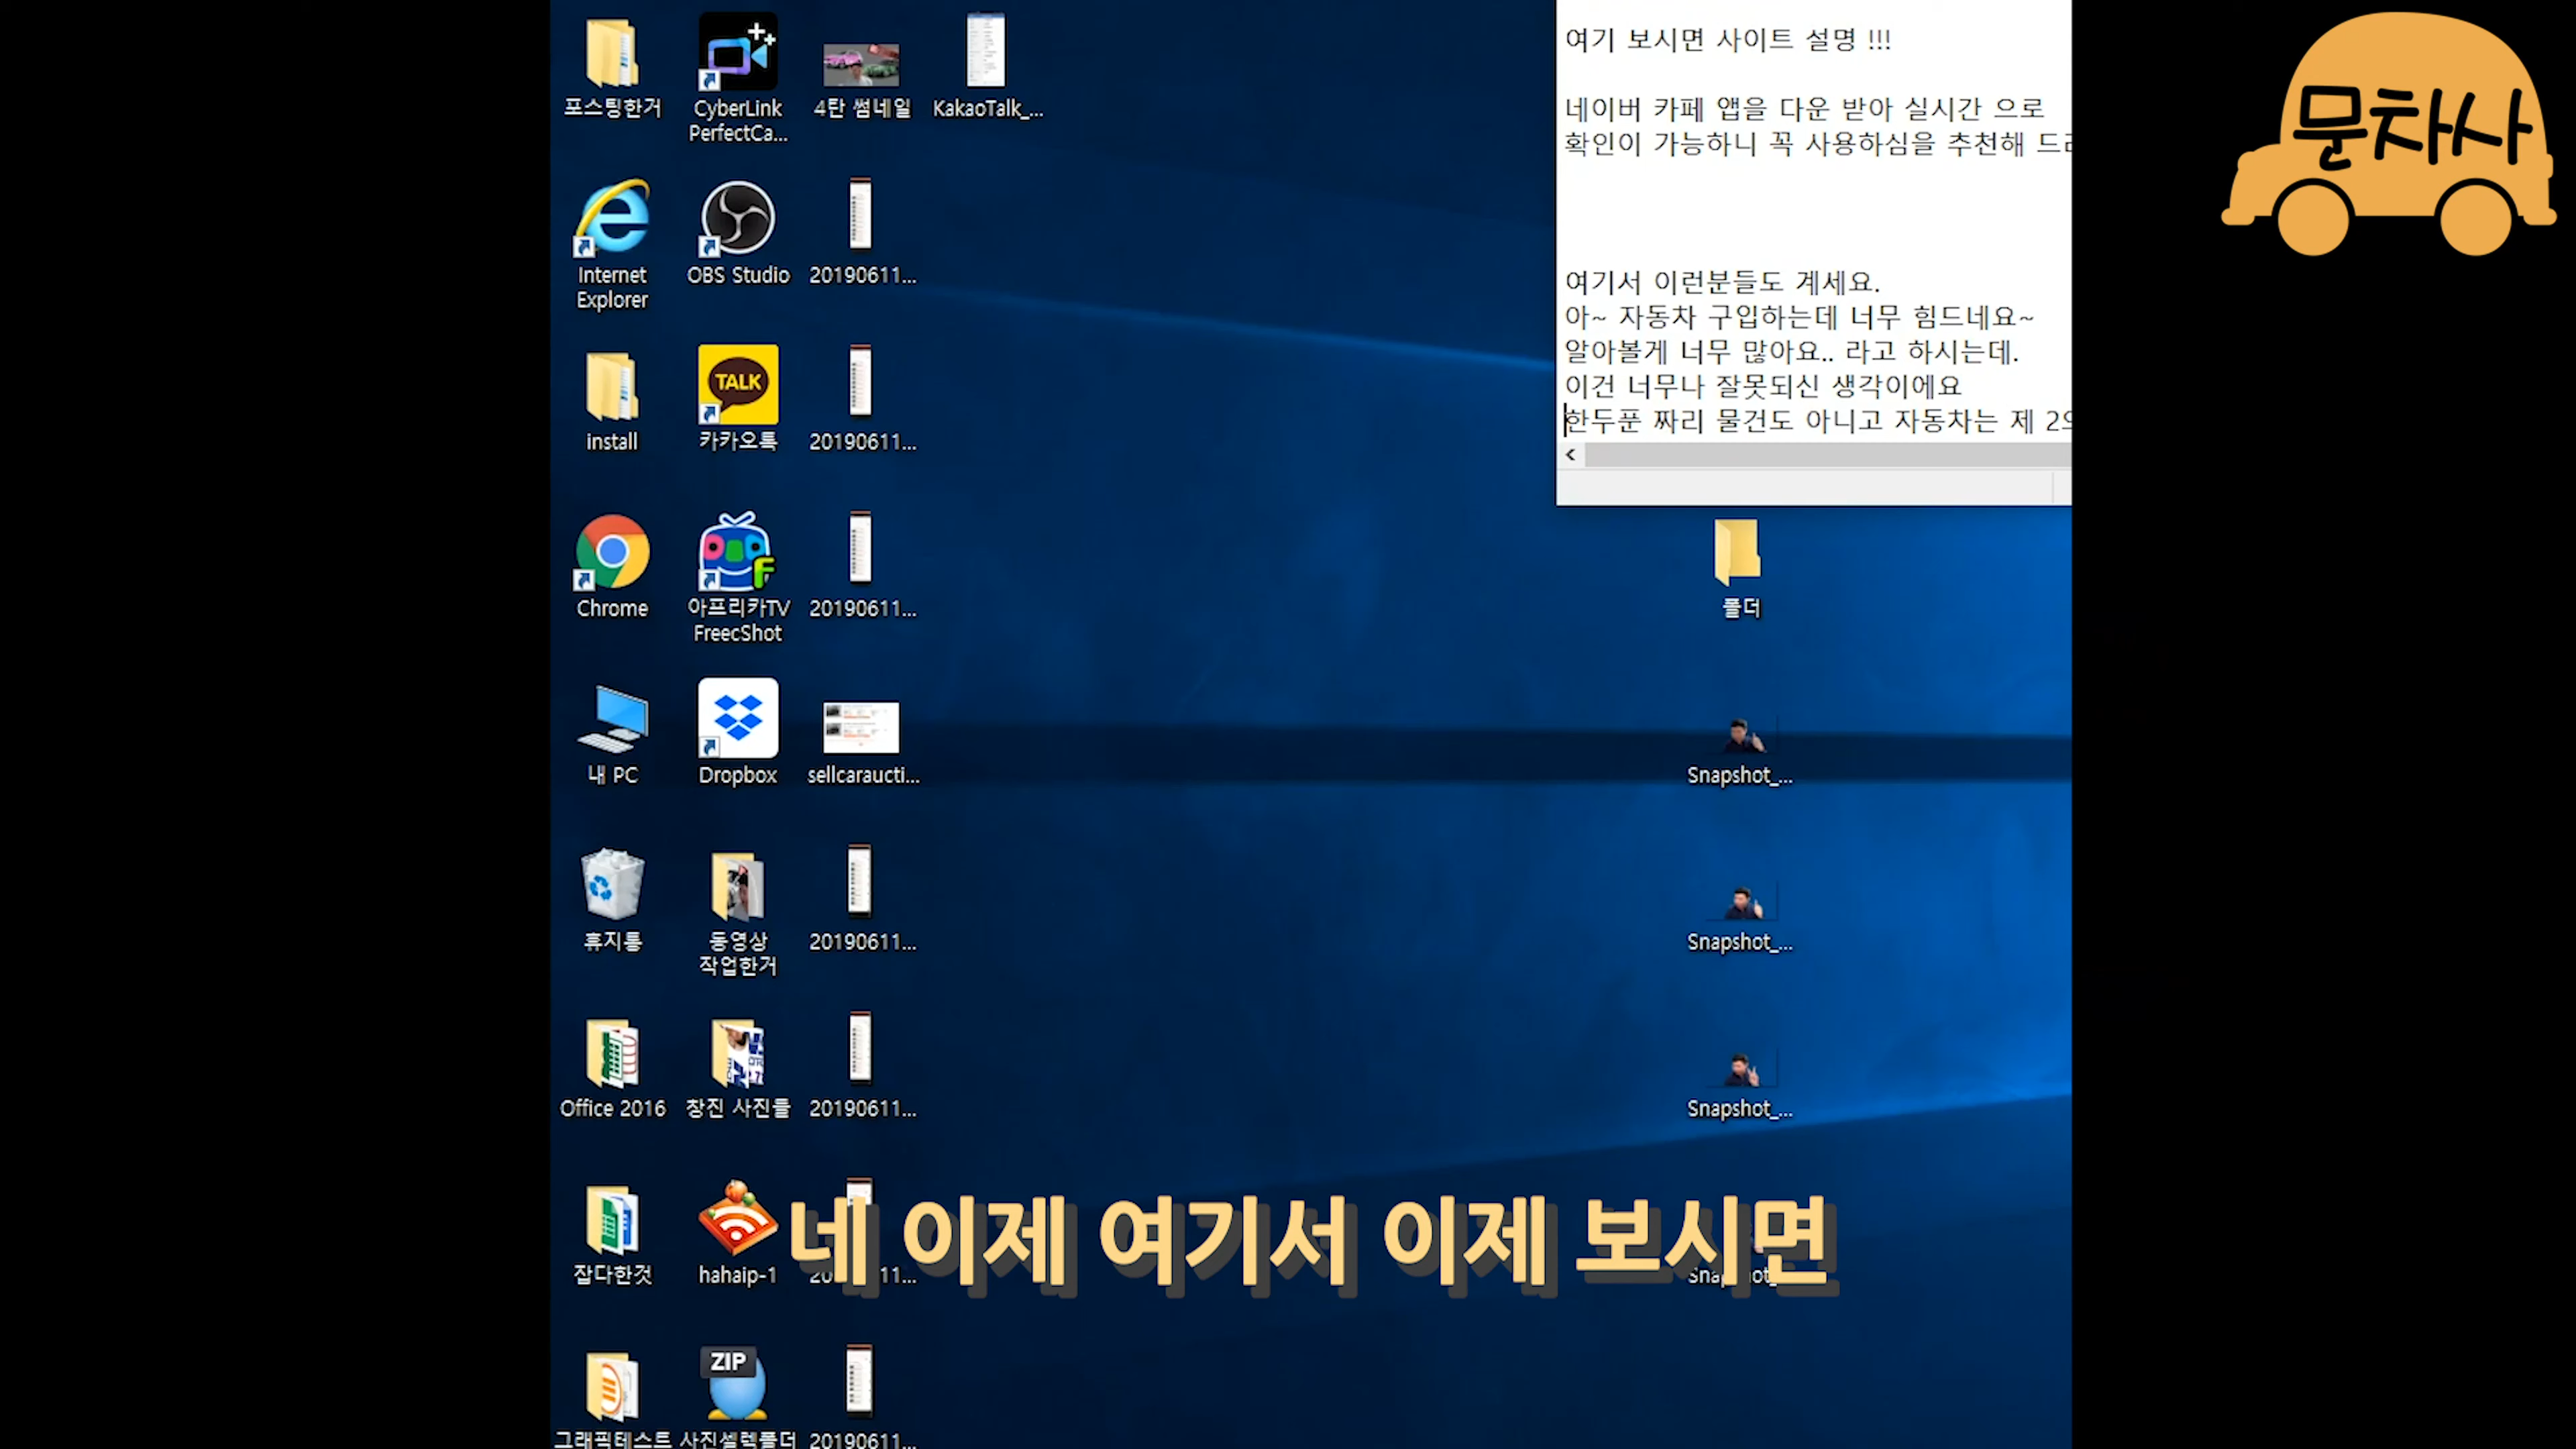 포스팅한거
CyberLink
PerfectCa...
4탄 썸네일
KakaoTalk_...
Internet
Explorer
OBS Studio
20190611...
install
TALK
카카오톡
20190611...
Chrome
아프리카TV
FreecShot
20190611...
내 PC
Dropbox
sellcaraucti...
휴지통
동영상
작업한거
20190611...
Office 2016
창진 사진들
20190611...
잡다한것
hahaip-1
그래픽테스트
ZIP
사진셀렉폴더
20190611...
여기 보시면 사이트 설명 !!!
네이버 카페 앱을 다운 받아 실시간 으로
확인이 가능하니 꼭 사용하심을 추천해
여기서 이런분들도 계세요.
아~ 자동차 구입하는데 너무 힘드네요~
알아볼게 너무 많아요.. 라고 하시는데.
이건 너무나 잘못되신 생각이에요
한두푼 짜리 물건도 아니고 자동차는 제
폴더
Snapshot_...
Snapshot_...
Snapshot_...
네 이제 여기서 이제 보시면
문차사